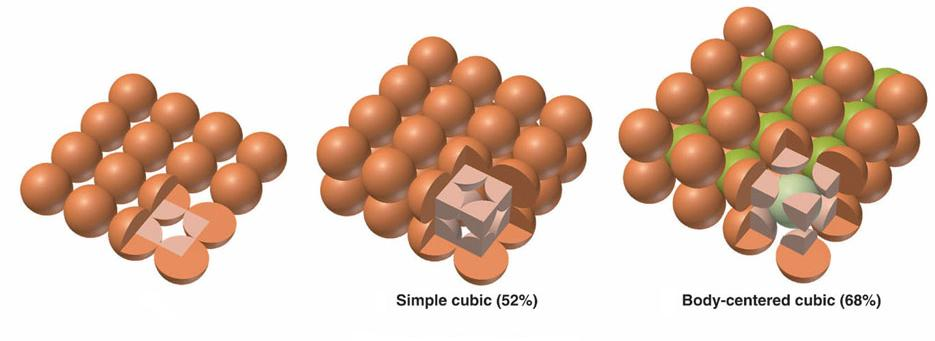 Simple cubic (52%)
Body-centered cubic (68%)